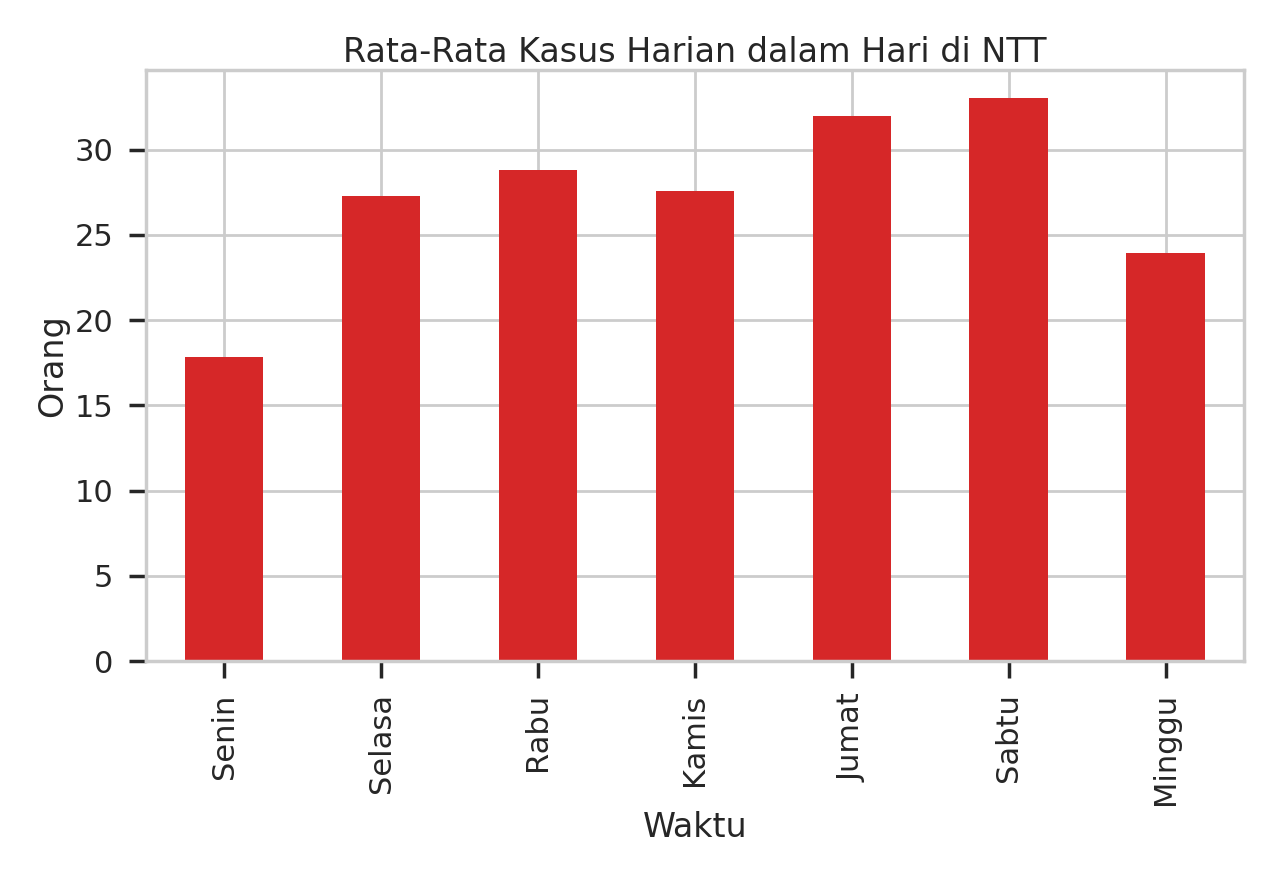 Rata-Rata Kasus Harian dalam Hari di NTT
30
25
20
15
10
5
0
Orang
Senin
Selasa
Rabu
Kamis
Jumat
Sabtu
Minggu
Waktu